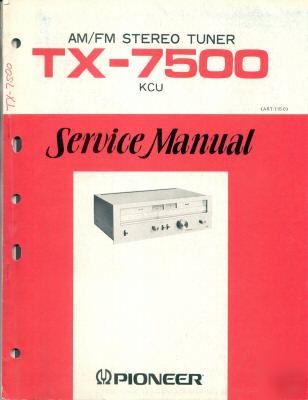 AM/FM STEREO TUNER
TX-7500
KCU
TX-7500
Service Manual
PIONEER